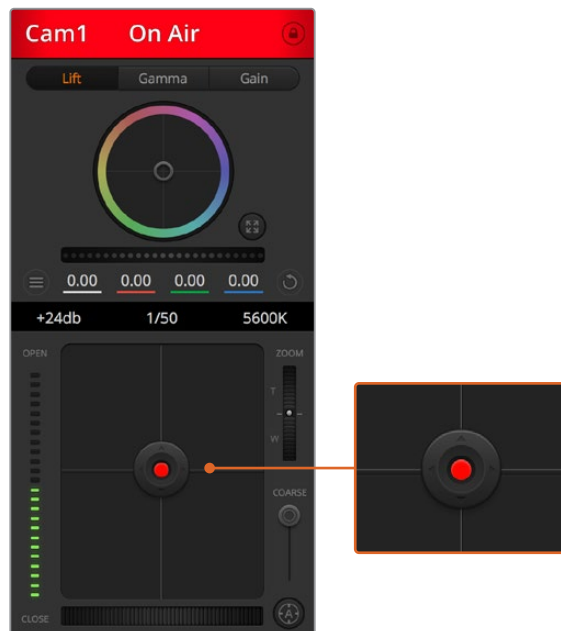 Cam1 On Air
Lift Gamma Gain
0.00 0.00 0.00 0.00
+24db 1/50 5600K
OPEN ZOOM
T
W
COARSE
CLOSE A